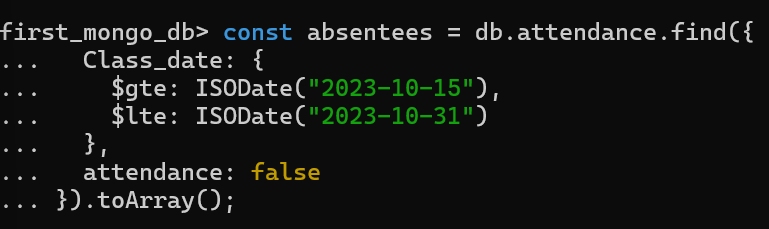 first_mongo_db> const absentees = db.attendance.find({
...   Class_date: {
...     $gte: ISODate("2023-10-15"),
...     $lte: ISODate("2023-10-31")
...   },
...   attendance: false
... }).toArray();